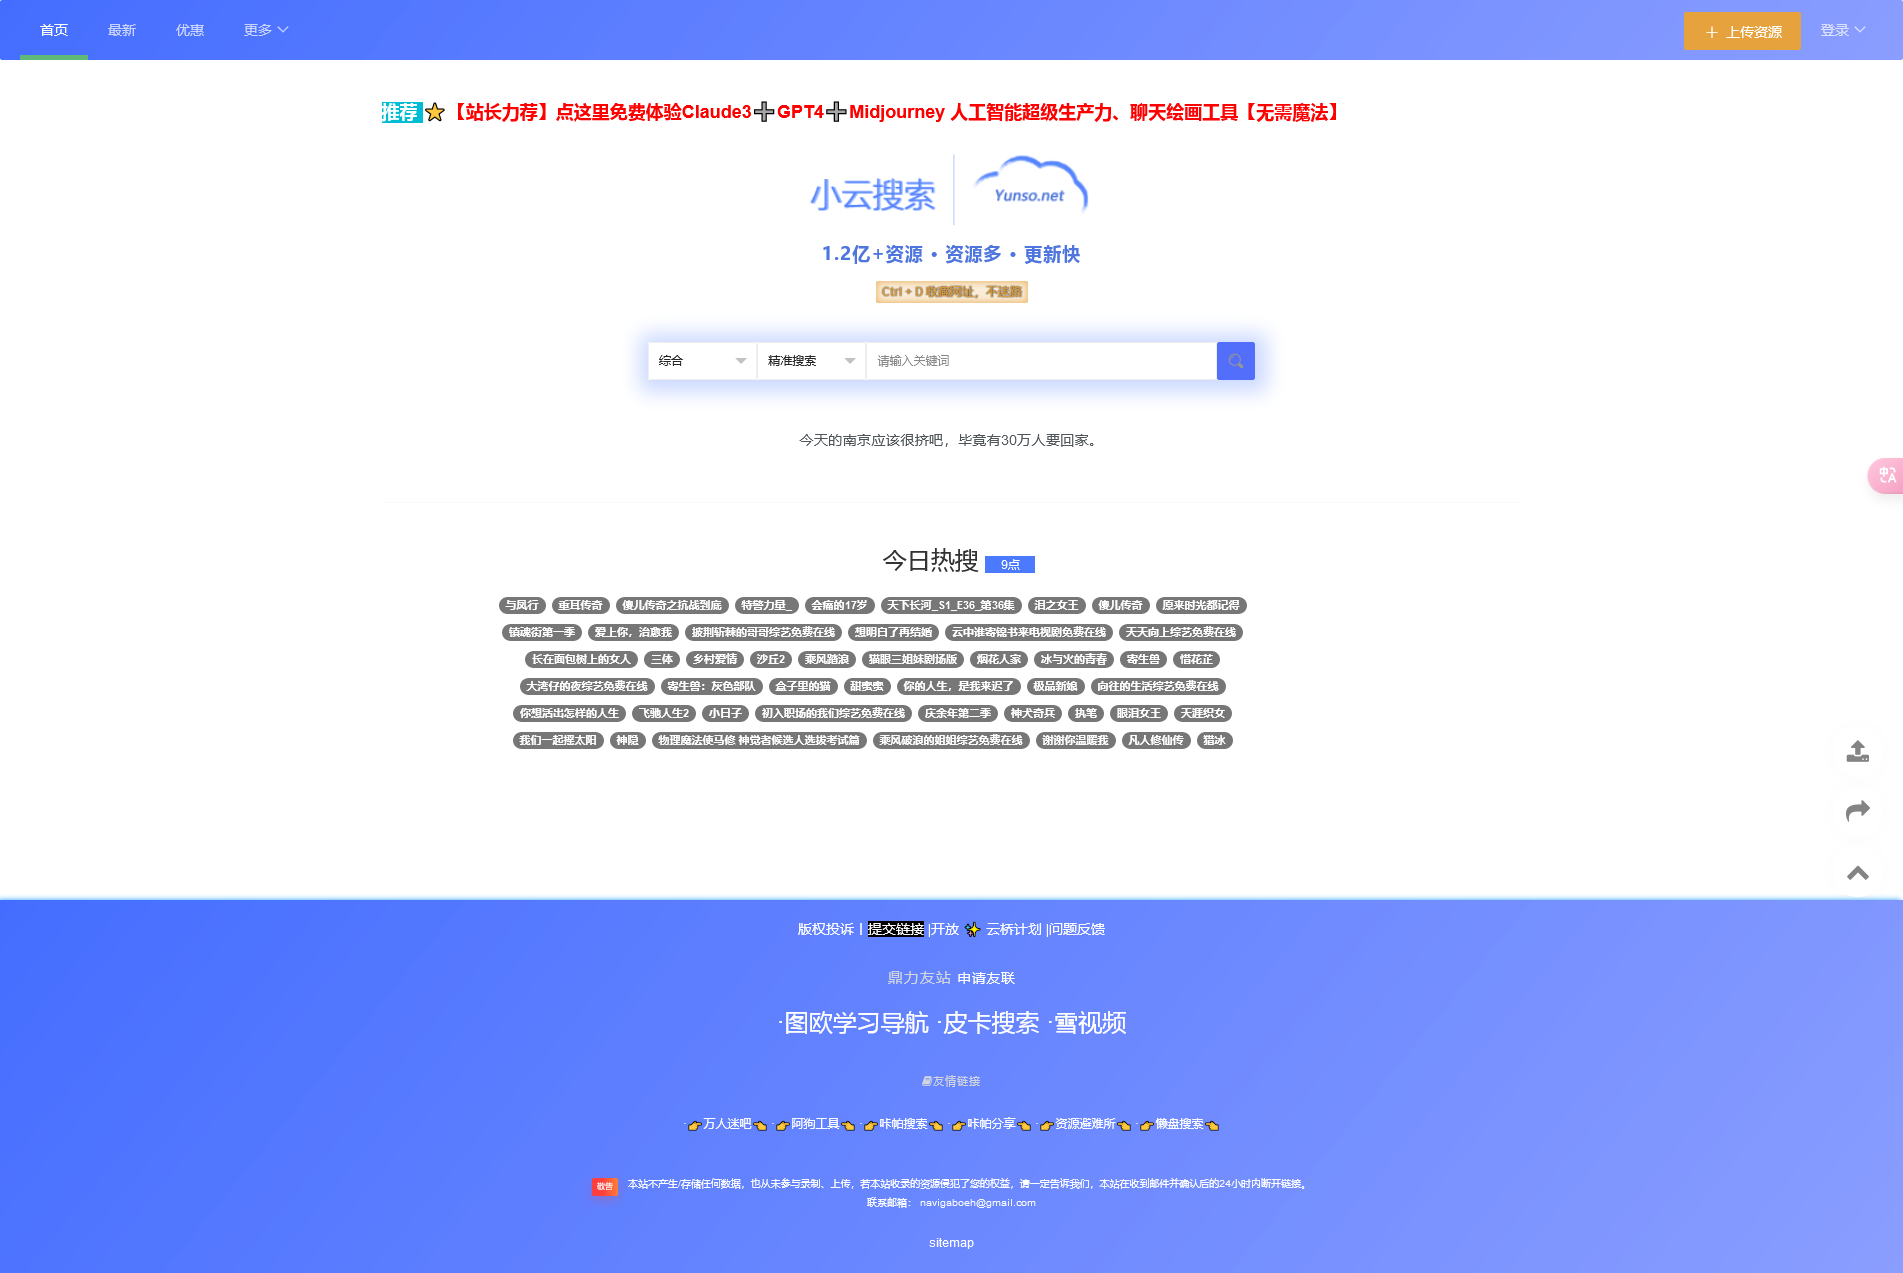 首页 最新 优惠 更多 上传资源 登录
推荐 ⭐【站长力荐】点这里免费体验Claude3➕GPT4➕Midjourney 人工智能超级生产力、聊天绘画工具【无需魔法】
小云搜索 Yunso.net
1.2亿+资源 • 资源多 • 更新快
Ctrl + D 收藏网址，不迷路
综合 精准搜索 请输入关键词
今天的南京应该很挤吧，毕竟有30万人要回家。
今日热搜 9点
与凤行 重耳传奇 傻儿传奇之抗战到底 特警力量_ 会痛的17岁 天下长河_S1_E36_第36集 泪之女王 傻儿传奇 原来时光都记得
镇魂街第一季 爱上你，治愈我 披荆斩棘的哥哥综艺免费在线 想明白了再结婚 云中谁寄锦书来电视剧免费在线 天天向上综艺免费在线
长在面包树上的女人 三体 乡村爱情 沙丘2 乘风踏浪 猫眼三姐妹剧场版 烟花人家 冰与火的青春 寄生兽 惜花芷
大湾仔的夜综艺免费在线 寄生兽：灰色部队 盒子里的猫 甜蜜蜜 你的人生，是我来迟了 极品新娘 向往的生活综艺免费在线
你想活出怎样的人生 飞驰人生2 小日子 初入职场的我们综艺免费在线 庆余年第二季 神犬奇兵 执笔 眼泪女王 天涯织女
我们一起摇太阳 神隐 物理魔法使马修 神觉者候选人选拔考试篇 乘风破浪的姐姐综艺免费在线 谢谢你温暖我 凡人修仙传 猎冰
版权投诉 | 提交链接 |开放 ✨ 云桥计划 |问题反馈
鼎力友站 申请友联
·图欧学习导航 ·皮卡搜索 ·雪视频
友情链接
·👉万人迷吧👈 ·👉阿狗工具👈 ·👉咔帕搜索👈 ·👉咔帕分享👈 ·👉资源避难所👈 ·👉懒盘搜索👈
敬告 本站不产生/存储任何数据，也从未参与录制、上传，若本站收录的资源侵犯了您的权益，请一定告诉我们，本站在收到邮件并确认后的24小时内断开链接。
联系邮箱： navigaboeh@gmail.com
sitemap